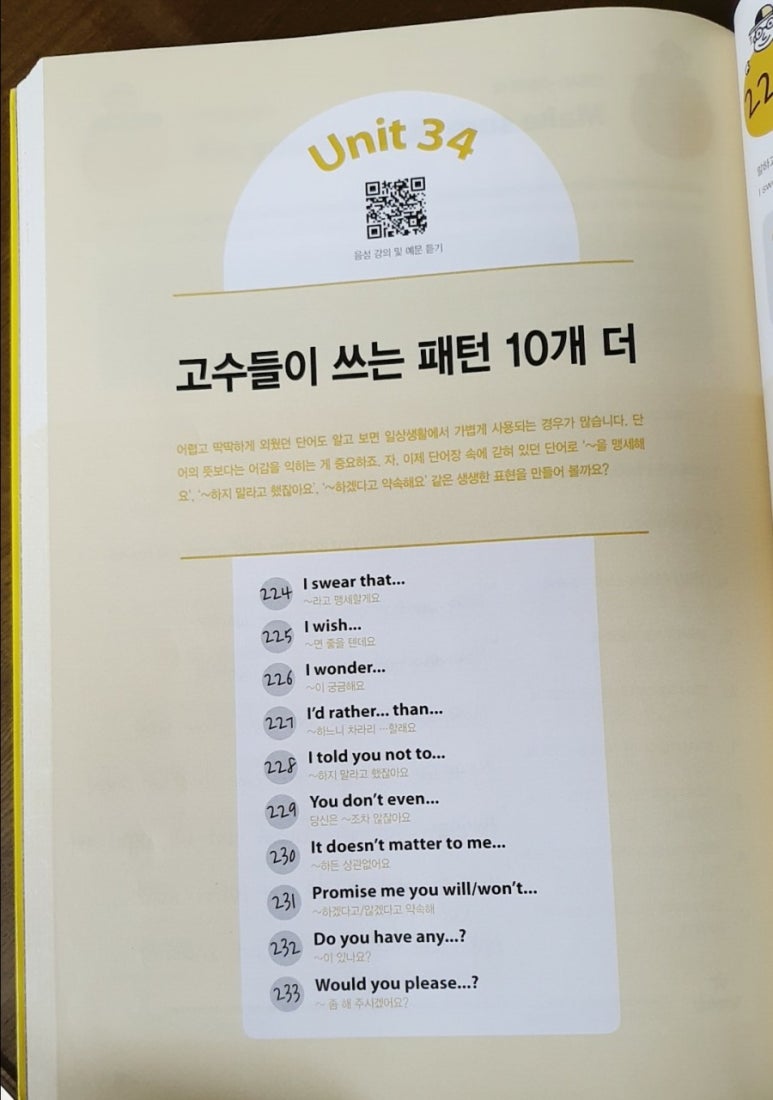 Unit 34
음성 강의 및 예문 듣기
고수들이 쓰는 패턴 10개 더
어렵고 딱딱하게 외웠던 단어도 알고 보면 일상생활에서 가볍게 사용되는 경우가 많습니다. 단
어의 뜻보다는 어감을 익히는 게 중요하죠. 자, 이제 단어장 속에 갇혀 있던 단어로 '~을 맹세해
요', '~하지 말라고 했잖아요', '~하겠다고 약속해요' 같은 생생한 표현을 만들어 볼까요?
224 I swear that...
~라고 맹세할게요
225 I wish...
~면 좋을 텐데요
226 I wonder...
~이 궁금해요
227 I'd rather... than...
~하느니 차라리 …할래요
228 I told you not to...
~하지 말라고 했잖아요
229 You don't even...
당신은 ~조차 않잖아요
230 It doesn't matter to me...
~하든 상관없어요
231 Promise me you will/won't...
~하겠다고/않겠다고 약속해
232 Do you have any...?
~이 있나요?
233 Would you please...?
~ 좀 해 주시겠어요?
22
말하고
I swe